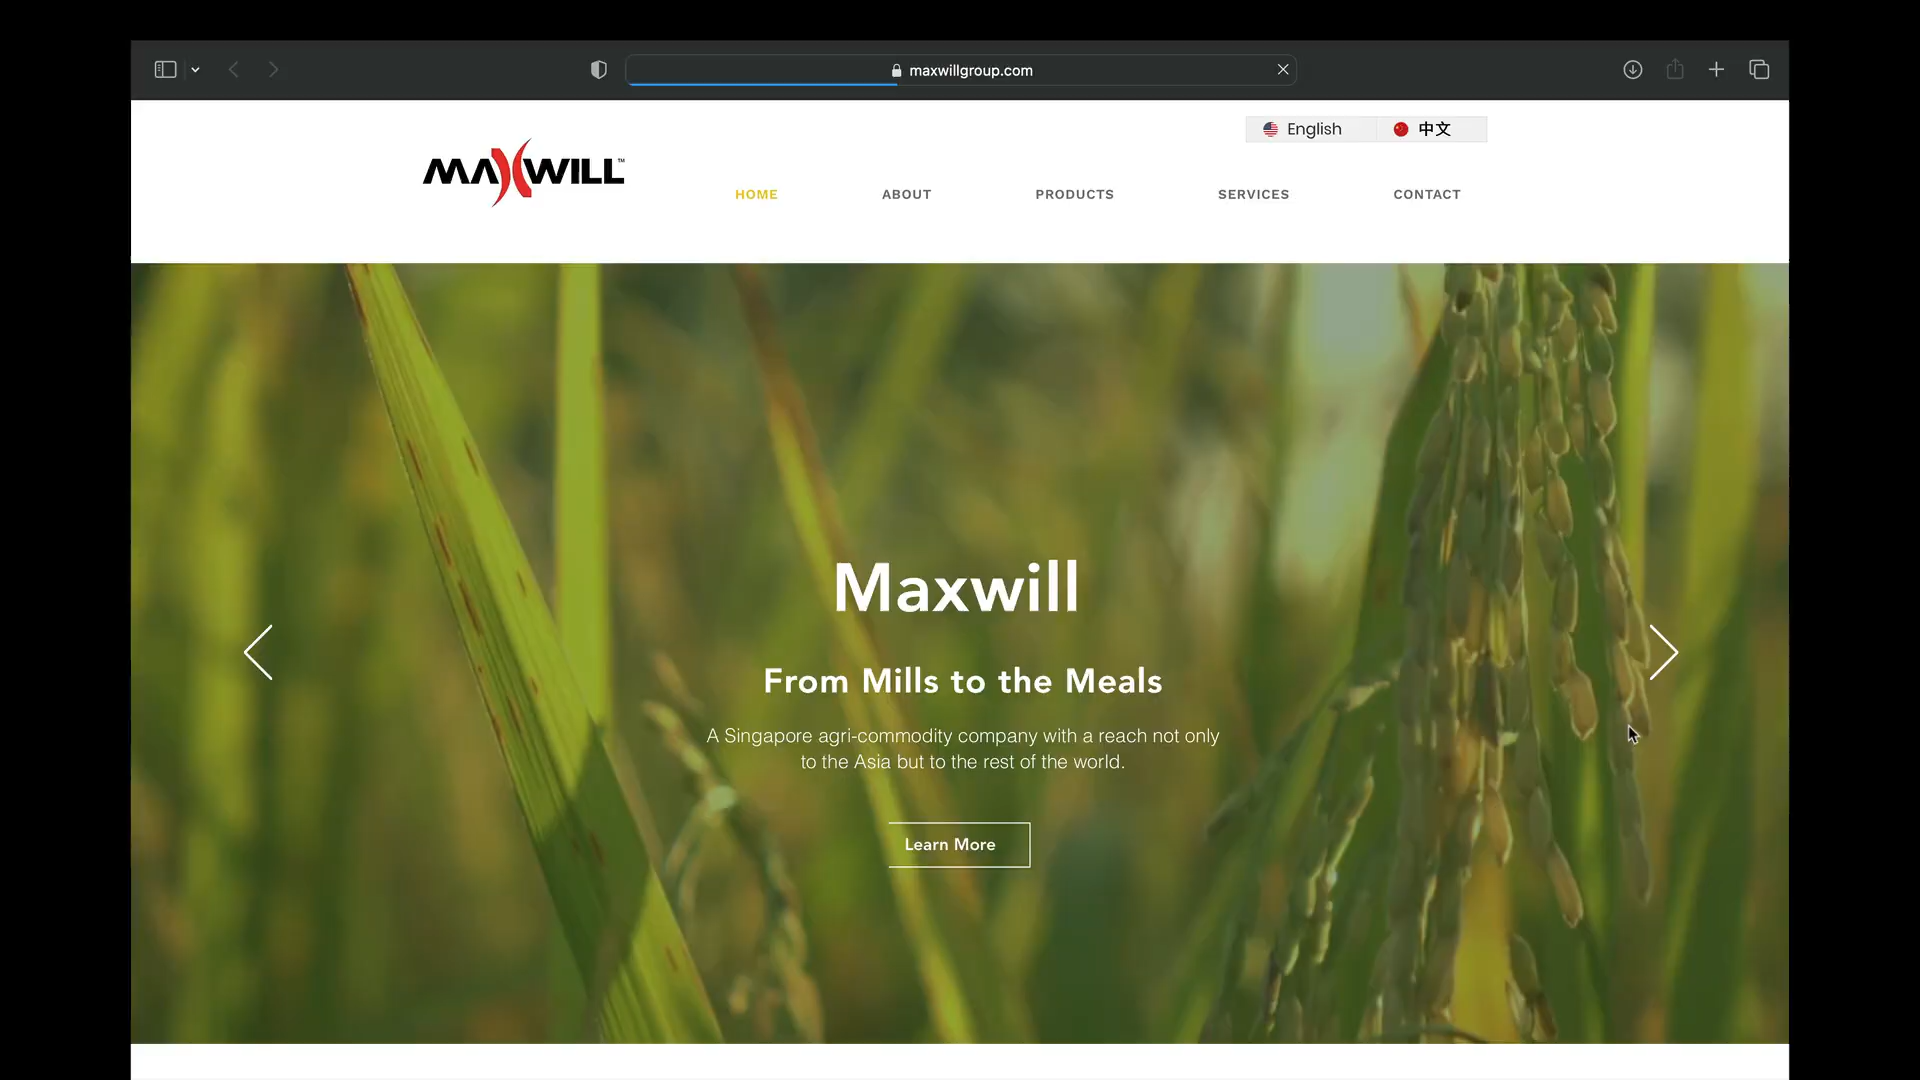 maxwillgroup.com
English
中文
MAXWILL™
HOME
ABOUT
PRODUCTS
SERVICES
CONTACT
Maxwill
From Mills to the Meals
A Singapore agri-commodity company with a reach not only
to the Asia but to the rest of the world.
Learn More